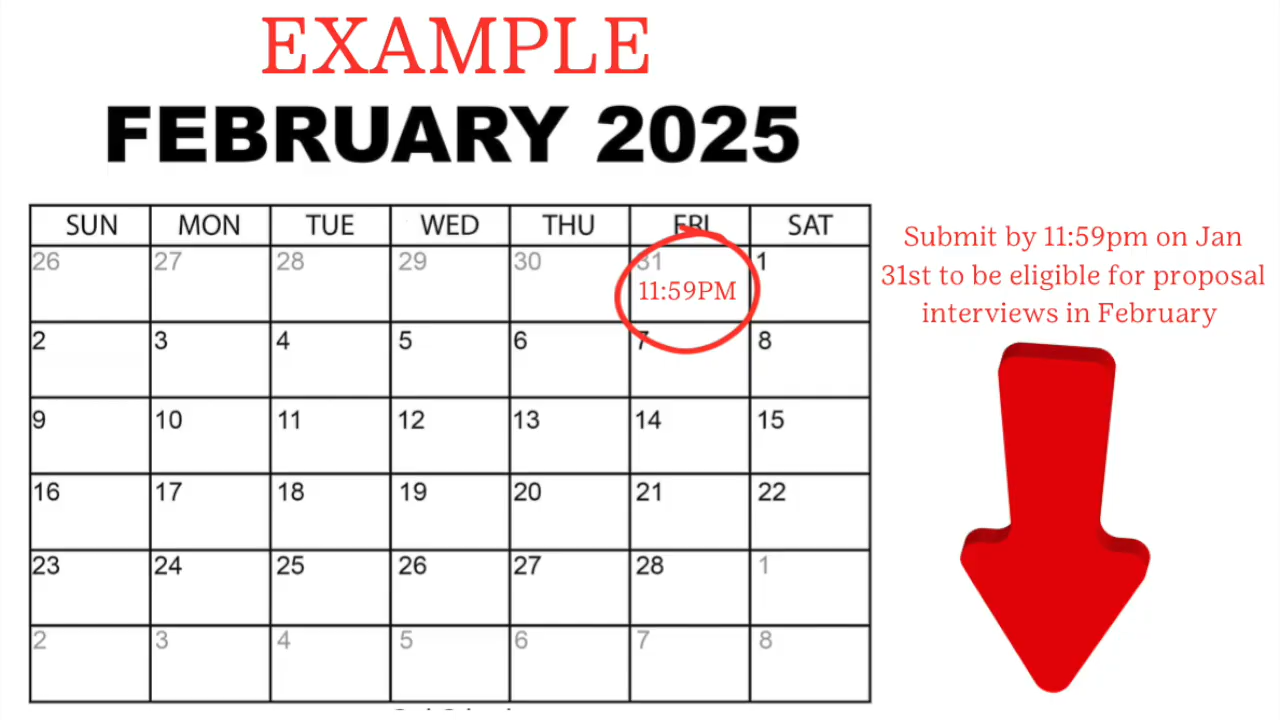 EXAMPLE
FEBRUARY 2025
SUN MON TUE WED THU FRI SAT
26 27 28 29 30 31 1
11:59PM
2 3 4 5 6 7 8
9 10 11 12 13 14 15
16 17 18 19 20 21 22
23 24 25 26 27 28 1
2 3 4 5 6 7 8
Submit by 11:59pm on Jan
31st to be eligible for proposal
interviews in February